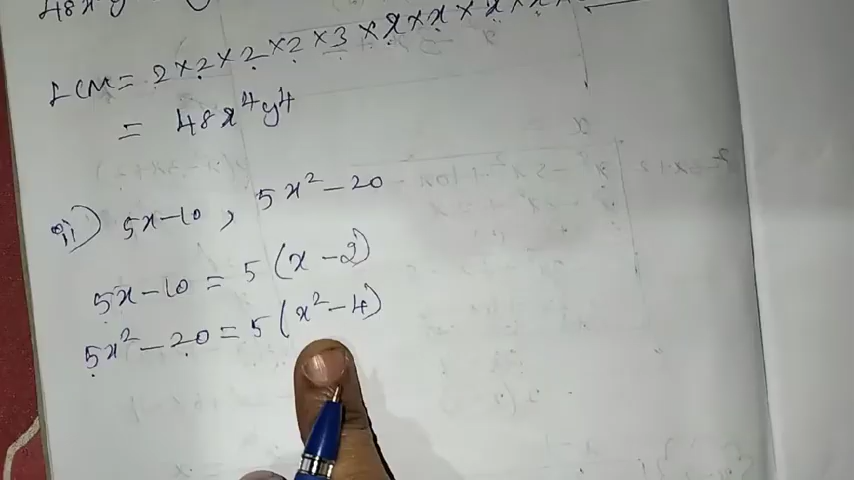 48x
LCM = 2×2×2×2×3×x×x×x×x×
= 48x⁴y⁴
ii) 5x-10, 5x²-20
5x-10 = 5(x-2)
5x²-20 = 5(x²-4)